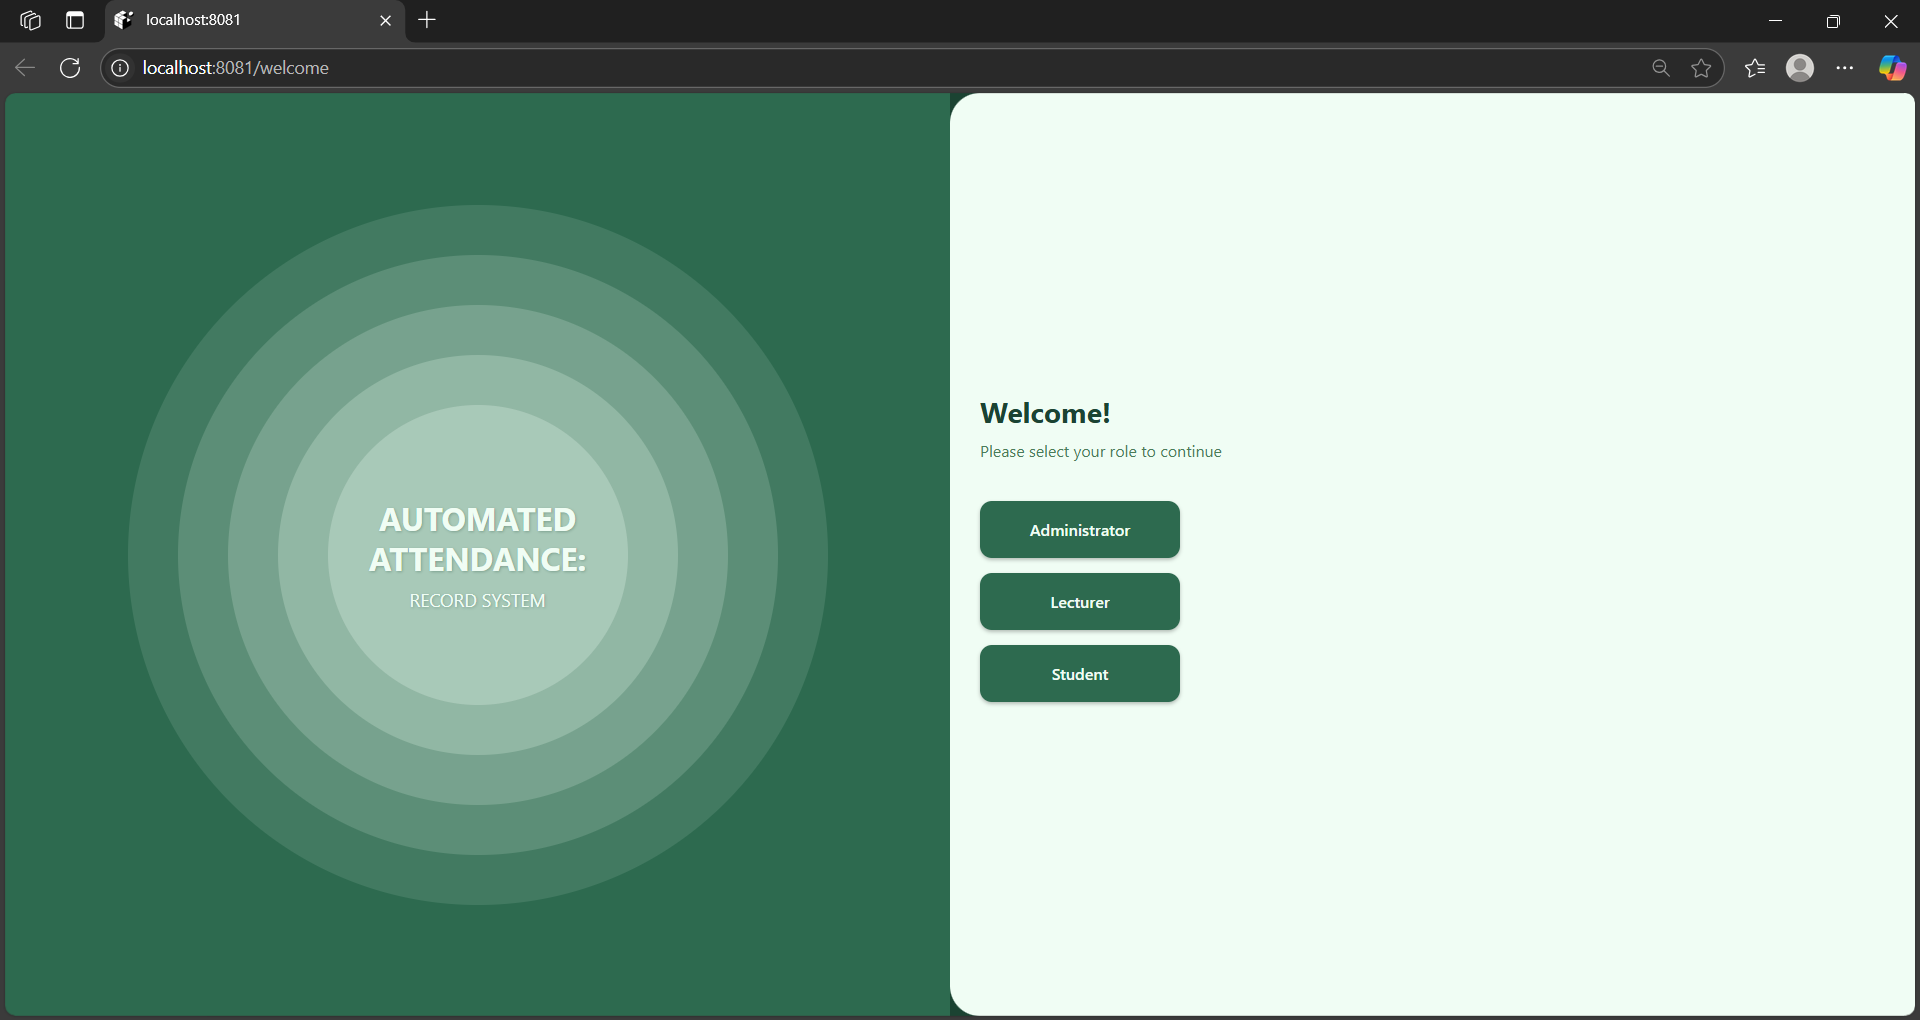 localhost:8081
localhost:8081/welcome
AUTOMATED
ATTENDANCE:
RECORD SYSTEM
Welcome!
Please select your role to continue
Administrator
Lecturer
Student